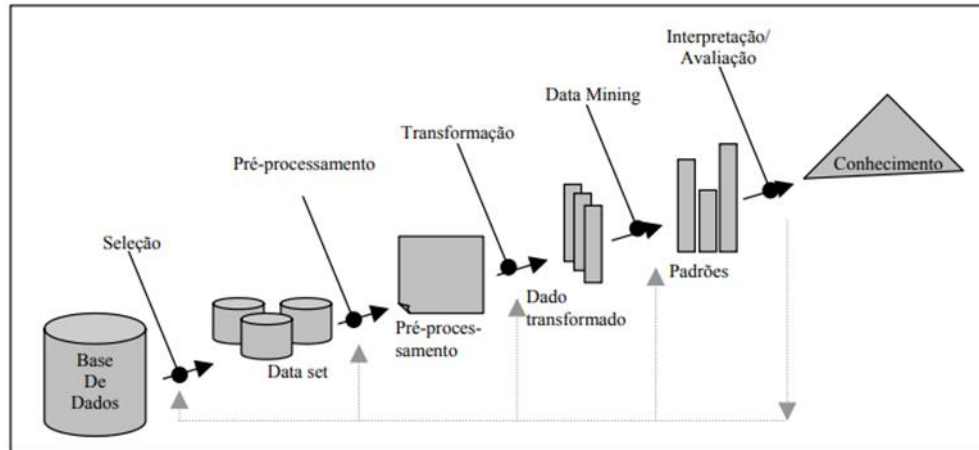 Interpretação/
Avaliação
Data Mining
Transformação
Pré-processamento
Seleção
Conhecimento
Padrões
Dado
transformado
Pré-proces-
samento
Data set
Base
De
Dados